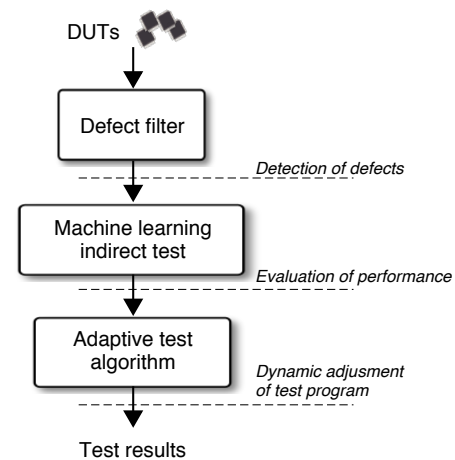 DUTs
Defect filter
Detection of defects
Machine learning
indirect test
Evaluation of performance
Adaptive test
algorithm
Dynamic adjusment
of test program
Test results